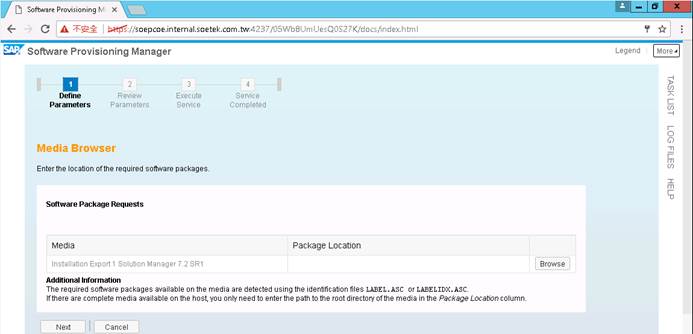 Software Provisioning M
不安全
https://soepcoe.internal.soetek.com.tw:4237/05WbBUmUesQ0S27K/docs/index.html
SAP
Software Provisioning Manager
Legend
More
1
Define
Parameters
2
Review
Parameters
3
Execute
Service
4
Service
Completed
TASK LIST
LOG FILES
HELP
Media Browser
Enter the location of the required software packages.
Software Package Requests
Media
Package Location
Installation Export 1 Solution Manager 7.2 SR1
Browse
Additional Information
The required software packages available on the media are detected using the identification files LABEL.ASC or LABELIDX.ASC.
If there are complete media available on the host, you only need to enter the path to the root directory of the media in the Package Location column.
Next
Cancel